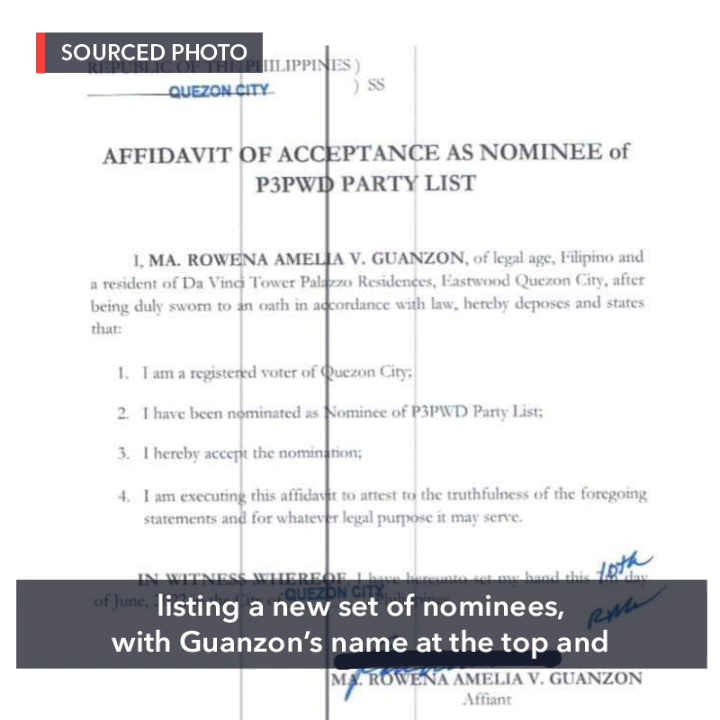 SOURCED PHOTO
REPUBLIC OF THE PHILIPPINES )
QUEZON CITY ) SS
AFFIDAVIT OF ACCEPTANCE AS NOMINEE of
P3PWD PARTY LIST
I, MA. ROWENA AMELIA V. GUANZON, of legal age, Filipino and
a resident of Da Vinci Tower Palazzo Residences, Eastwood Quezon City, after
being duly sworn to an oath in accordance with law, hereby deposes and states
that:
1. I am a registered voter of Quezon City;
2. I have been nominated as Nominee of P3PWD Party List;
3. I hereby accept the nomination;
4. I am executing this affidavit to attest to the truthfulness of the foregoing
statements and for whatever legal purpose it may serve.
IN WITNESS WHEREOF, I have hereunto set my hand this 10th day
of June, QUEZON CITY
listing a new set of nominees,
with Guanzon's name at the top and
MA. ROWENA AMELIA V. GUANZON
Affiant